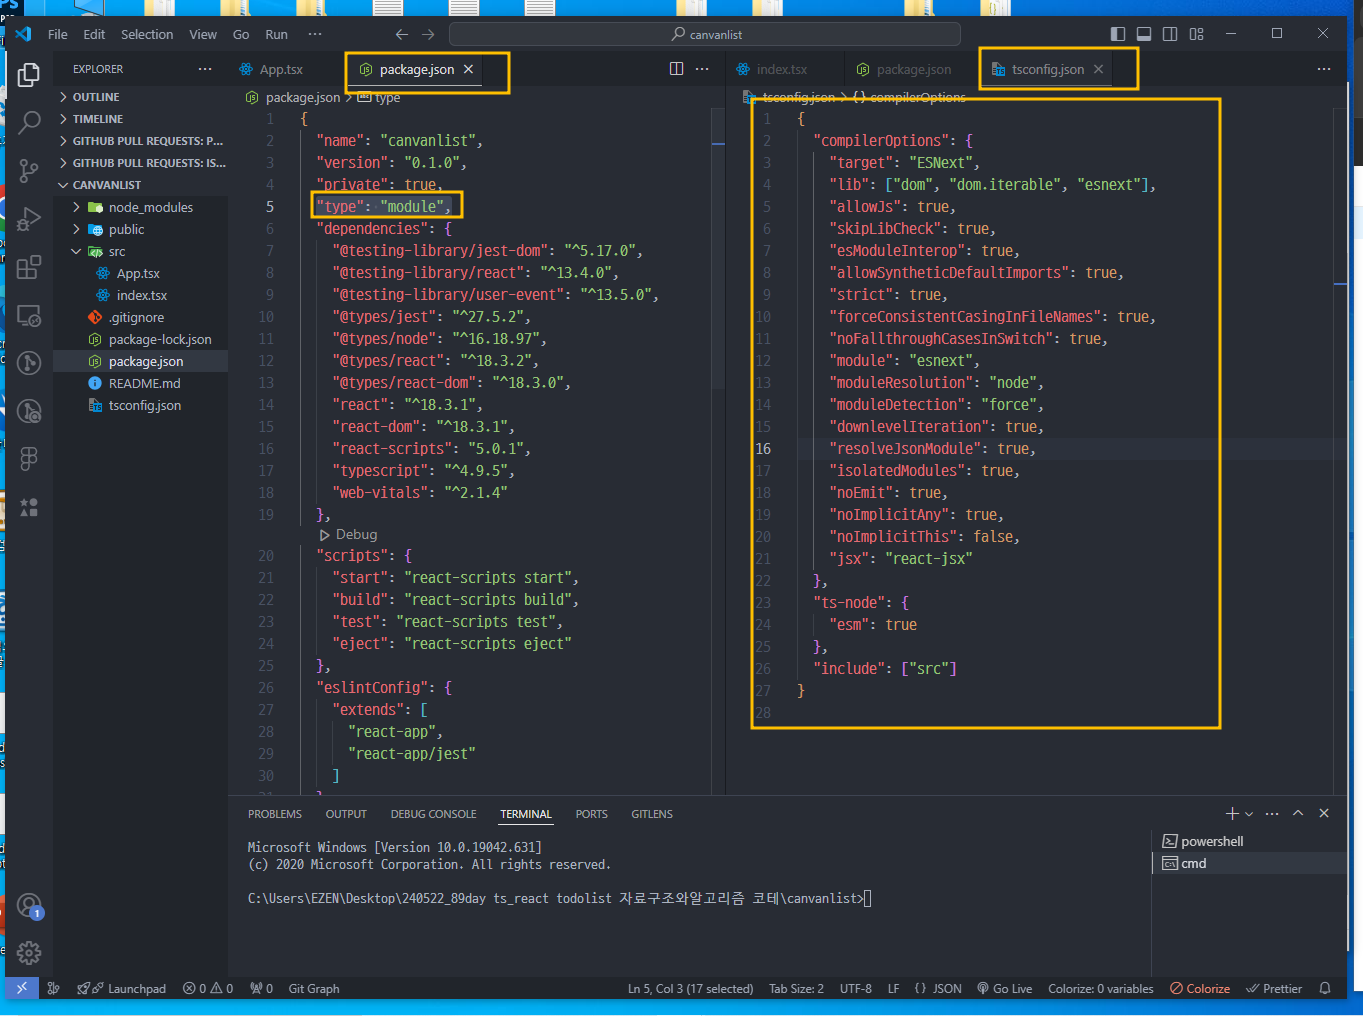 File Edit Selection View Go Run ··· canvanlist
EXPLORER ···
OUTLINE
TIMELINE
GITHUB PULL REQUESTS: P...
GITHUB PULL REQUESTS: IS...
CANVANLIST
node_modules
public
src
App.tsx
index.tsx
.gitignore
package-lock.json
package.json
README.md
tsconfig.json
App.tsx package.json
package.json > type
1 {
2 "name": "canvanlist",
3 "version": "0.1.0",
4 "private": true,
5 "type": "module",
6 "dependencies": {
7 "@testing-library/jest-dom": "^5.17.0",
8 "@testing-library/react": "^13.4.0",
9 "@testing-library/user-event": "^13.5.0",
10 "@types/jest": "^27.5.2",
11 "@types/node": "^16.18.97",
12 "@types/react": "^18.3.2",
13 "@types/react-dom": "^18.3.0",
14 "react": "^18.3.1",
15 "react-dom": "^18.3.1",
16 "react-scripts": "5.0.1",
17 "typescript": "^4.9.5",
18 "web-vitals": "^2.1.4"
19 },
Debug
20 "scripts": {
21 "start": "react-scripts start",
22 "build": "react-scripts build",
23 "test": "react-scripts test",
24 "eject": "react-scripts eject"
25 },
26 "eslintConfig": {
27 "extends": [
28 "react-app",
29 "react-app/jest"
30 ]
index.tsx package.json tsconfig.json
tsconfig.json > {} compilerOptions
1 {
2 "compilerOptions": {
3 "target": "ESNext",
4 "lib": ["dom", "dom.iterable", "esnext"],
5 "allowJs": true,
6 "skipLibCheck": true,
7 "esModuleInterop": true,
8 "allowSyntheticDefaultImports": true,
9 "strict": true,
10 "forceConsistentCasingInFileNames": true,
11 "noFallthroughCasesInSwitch": true,
12 "module": "esnext",
13 "moduleResolution": "node",
14 "moduleDetection": "force",
15 "downlevelIteration": true,
16 "resolveJsonModule": true,
17 "isolatedModules": true,
18 "noEmit": true,
19 "noImplicitAny": true,
20 "noImplicitThis": false,
21 "jsx": "react-jsx"
22 },
23 "ts-node": {
24 "esm": true
25 },
26 "include": ["src"]
27 }
28
PROBLEMS OUTPUT DEBUG CONSOLE TERMINAL PORTS GITLENS
Microsoft Windows [Version 10.0.19042.631]
(c) 2020 Microsoft Corporation. All rights reserved.
C:\Users\EZEN\Desktop\240522_89day ts_react todolist 자료구조와알고리즘 코테\canvanlist>
powershell
cmd
1
Launchpad 0 0 0 Git Graph Ln 5, Col 3 (17 selected) Tab Size: 2 UTF-8 LF {} JSON Go Live Colorize: 0 variables Colorize Prettier